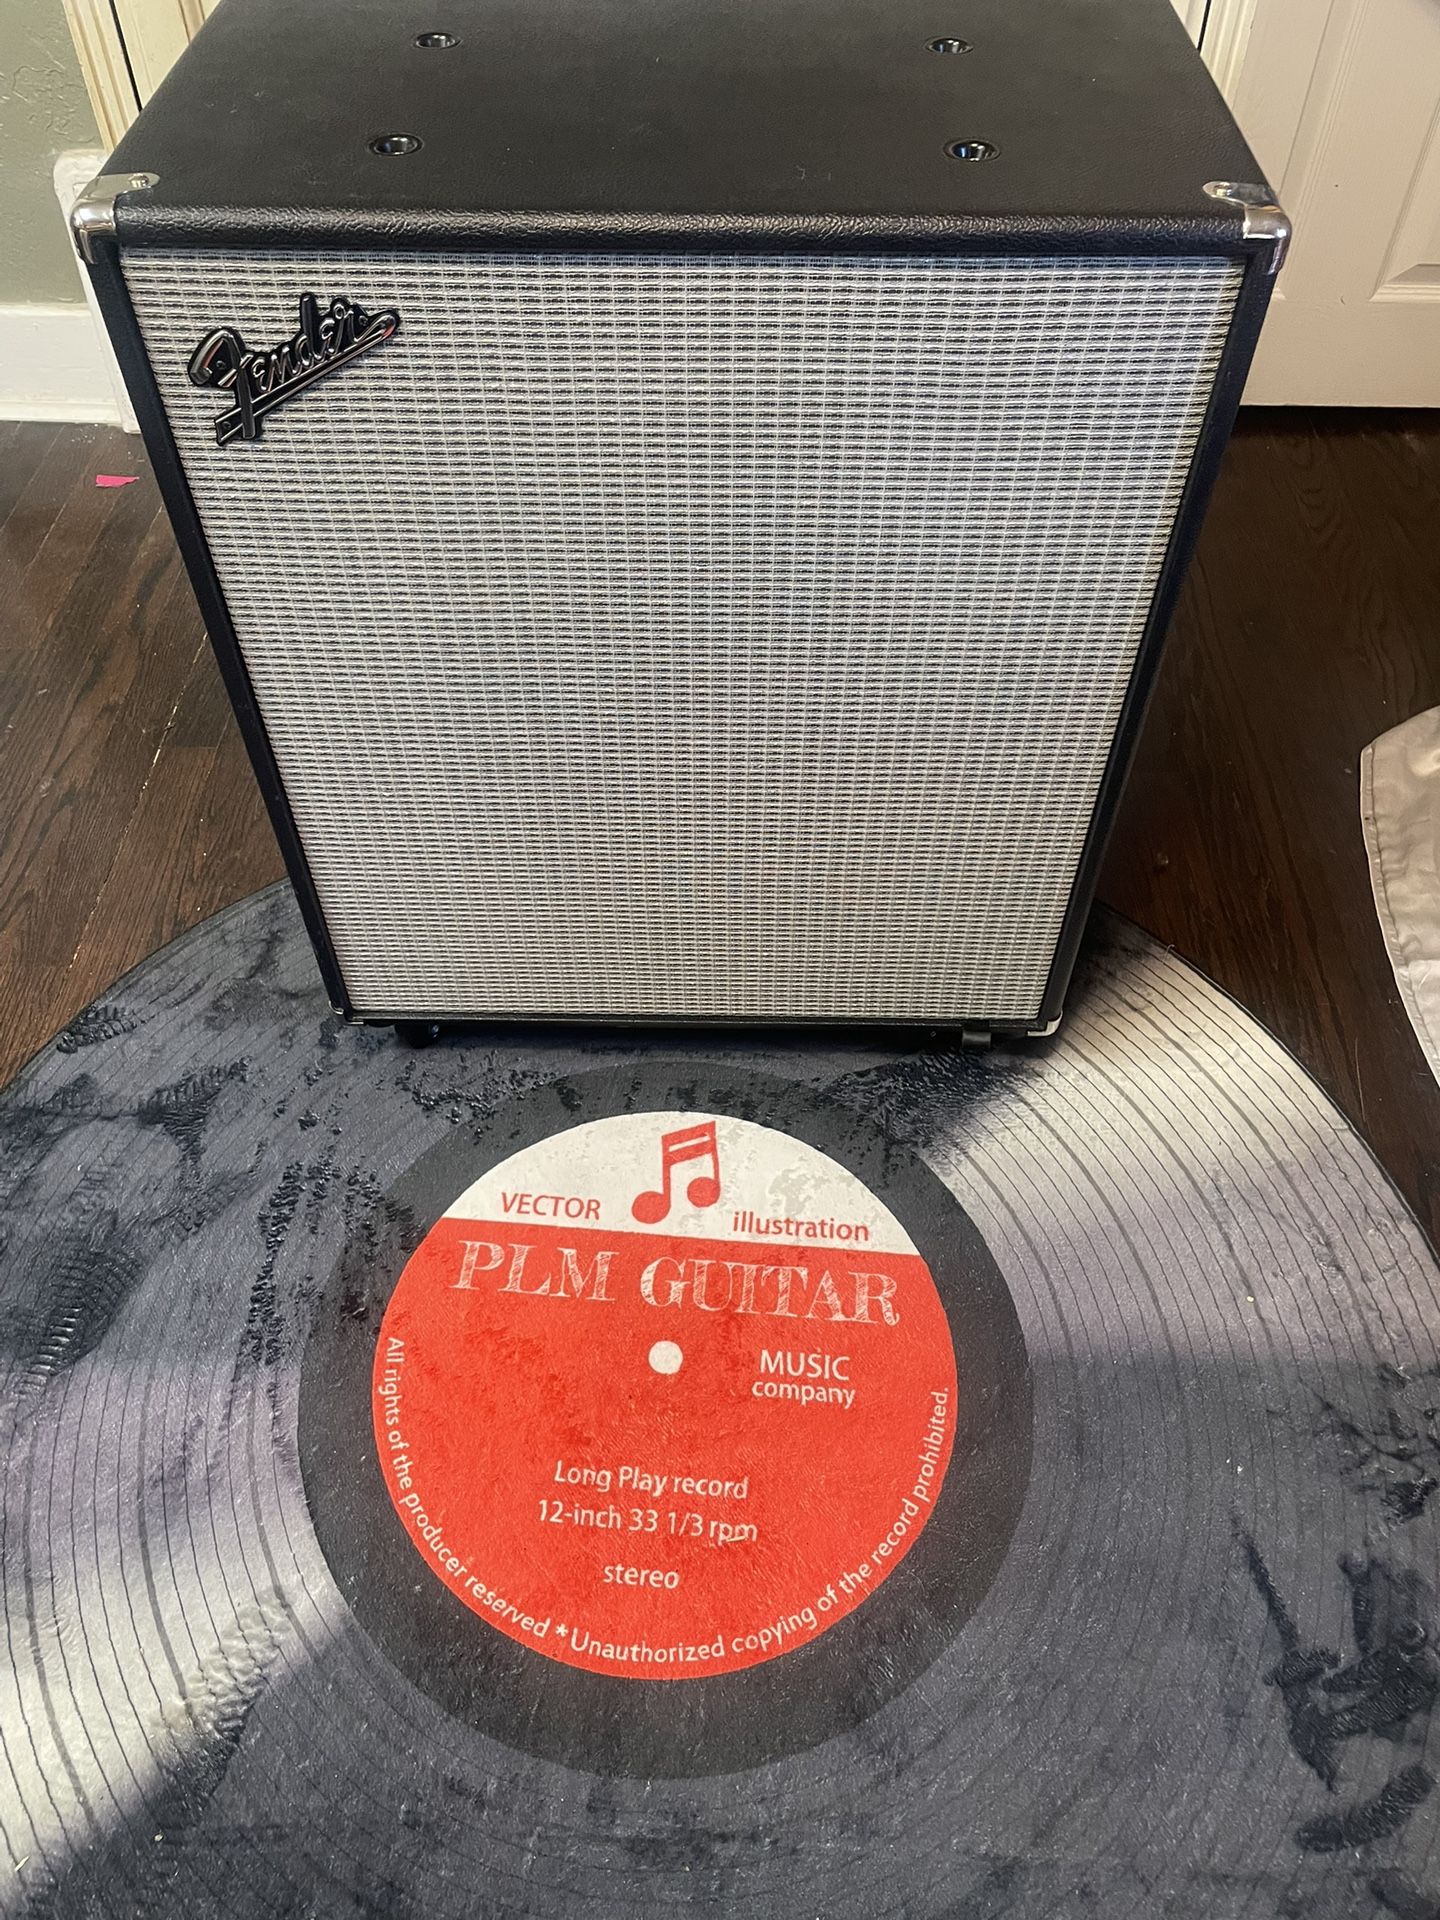 Fender
VECTOR illustration
PLM GUITAR
MUSIC
company
Long Play record
12-inch 33 1/3 rpm
stereo
All rights of the producer reserved * Unauthorized copying of the record prohibited.